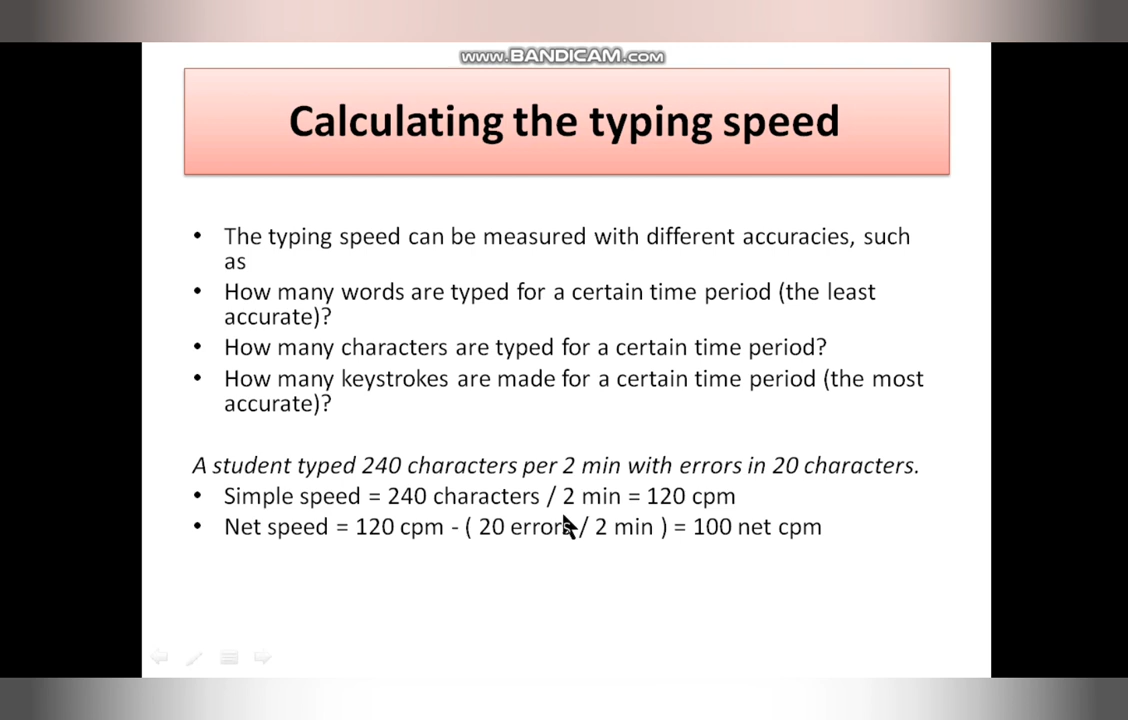 www.BANDICAM.com
Calculating the typing speed
• The typing speed can be measured with different accuracies, such
as
• How many words are typed for a certain time period (the least
accurate)?
• How many characters are typed for a certain time period?
• How many keystrokes are made for a certain time period (the most
accurate)?
A student typed 240 characters per 2 min with errors in 20 characters.
• Simple speed = 240 characters / 2 min = 120 cpm
• Net speed = 120 cpm - ( 20 errors / 2 min ) = 100 net cpm